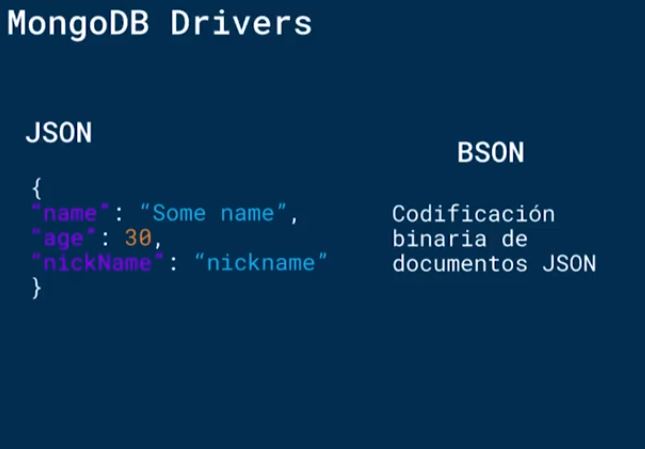 MongoDB Drivers
JSON
{
“name”: “Some name”,
“age”: 30,
“nickName”: “nickname”
}
BSON
Codificación
binaria de
documentos JSON